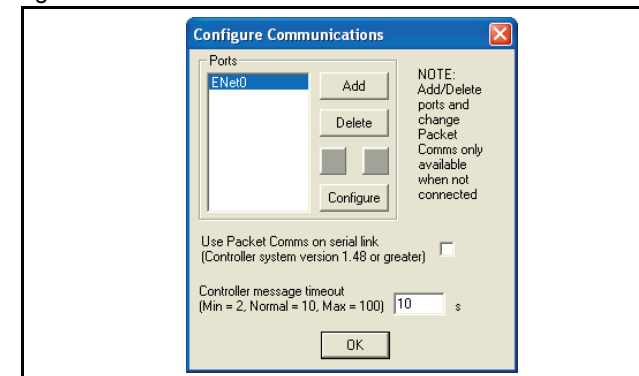 Configure Communications
Ports
ENet0
Add
Delete
Configure
NOTE:
Add/Delete
ports and
change
Packet
Comms only
available
when not
connected
Use Packet Comms on serial link
(Controller system version 1.48 or greater)
Controller message timeout
(Min = 2, Normal = 10, Max = 100) 10 s
OK